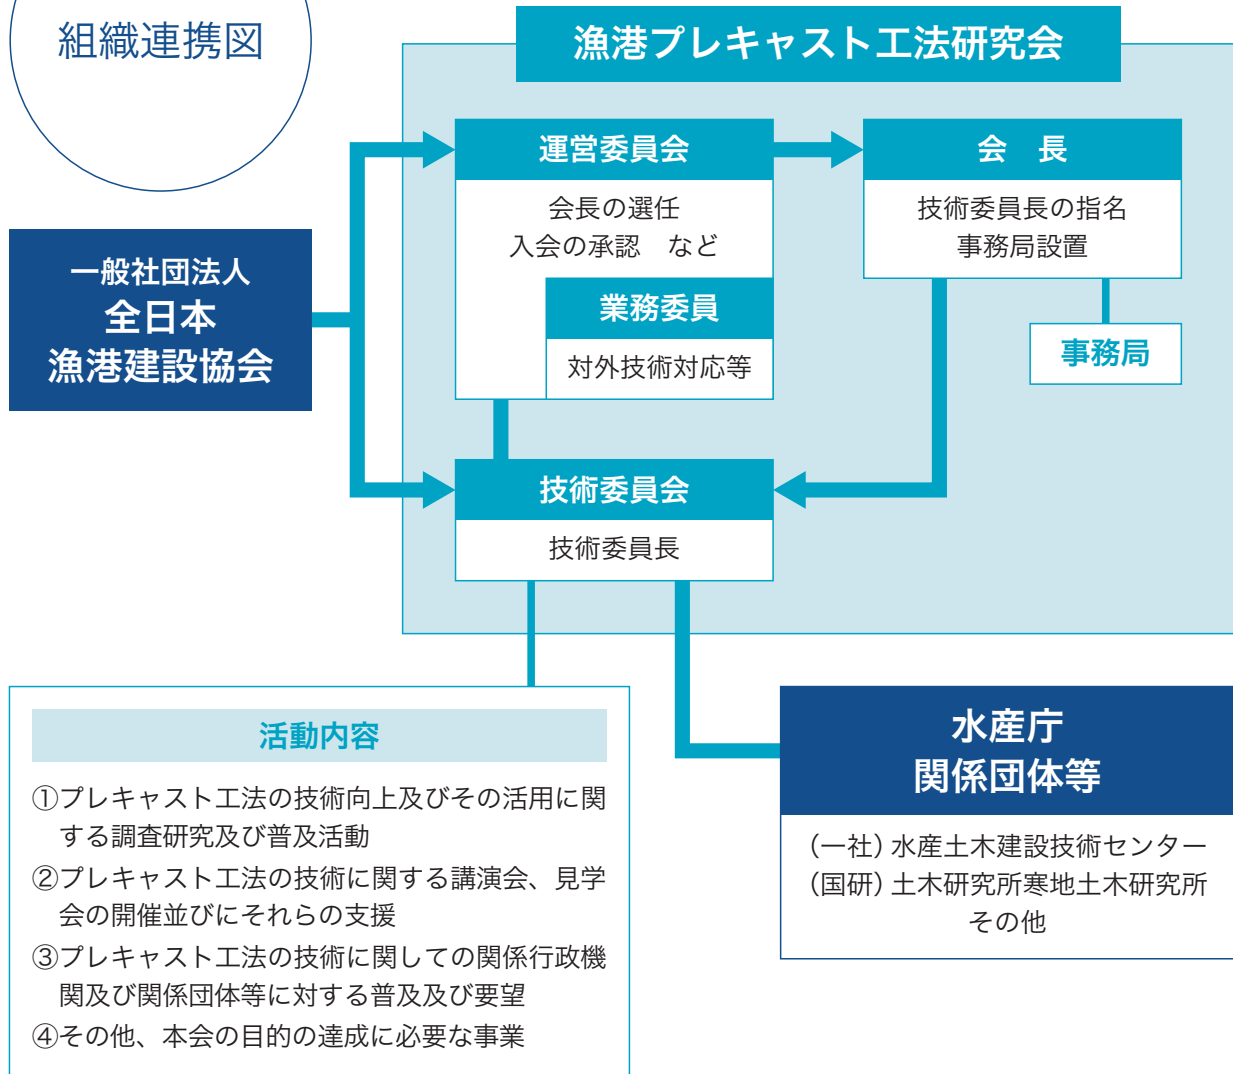 組織連携図
漁港プレキャスト工法研究会
一般社団法人
全日本
漁港建設協会
運営委員会
会長の選任
入会の承認　など
業務委員
対外技術対応等
会　長
技術委員長の指名
事務局設置
事務局
技術委員会
技術委員長
活動内容
①プレキャスト工法の技術向上及びその活用に関
する調査研究及び普及活動
②プレキャスト工法の技術に関する講演会、見学
会の開催並びにそれらの支援
③プレキャスト工法の技術に関しての関係行政機
関及び関係団体等に対する普及及び要望
④その他、本会の目的の達成に必要な事業
水産庁
関係団体等
（一社）水産土木建設技術センター
（国研）土木研究所寒地土木研究所
その他